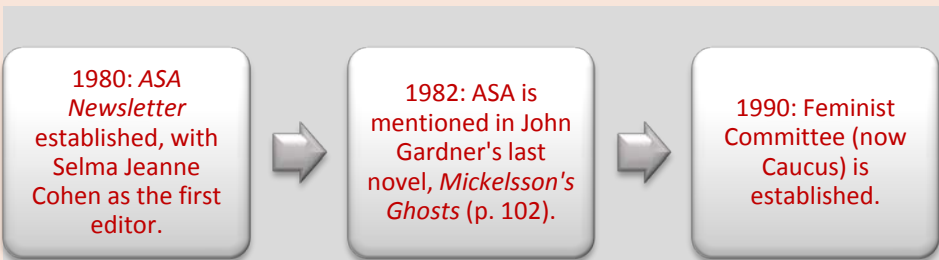 1980: ASA
Newsletter
established, with
Selma Jeanne
Cohen as the first
editor.
1982: ASA is
mentioned in John
Gardner's last
novel, Mickelsson's
Ghosts (p. 102).
1990: Feminist
Committee (now
Caucus) is
established.